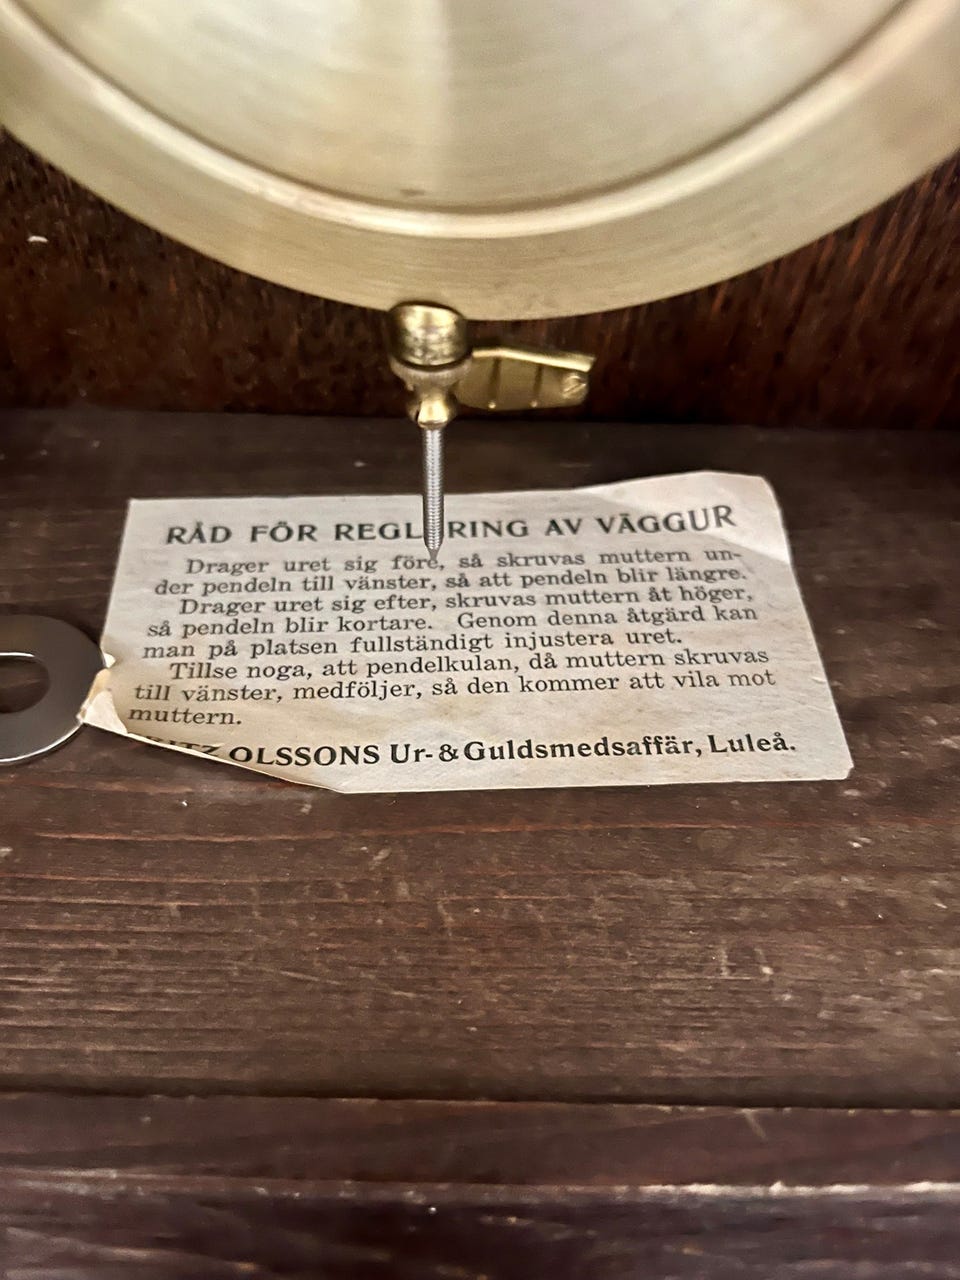 RÅD FÖR REGLERING AV VÄGGUR
Drager uret sig före, så skruvas muttern un-
der pendeln till vänster, så att pendeln blir längre.
Drager uret sig efter, skruvas muttern åt höger,
så pendeln blir kortare. Genom denna åtgärd kan
man på platsen fullständigt injustera uret.
Tillse noga, att pendelkulan, då muttern skruvas
till vänster, medföljer, så den kommer att vila mot
muttern.
OLSSONS Ur- & Guldsmedsaffär, Luleå.